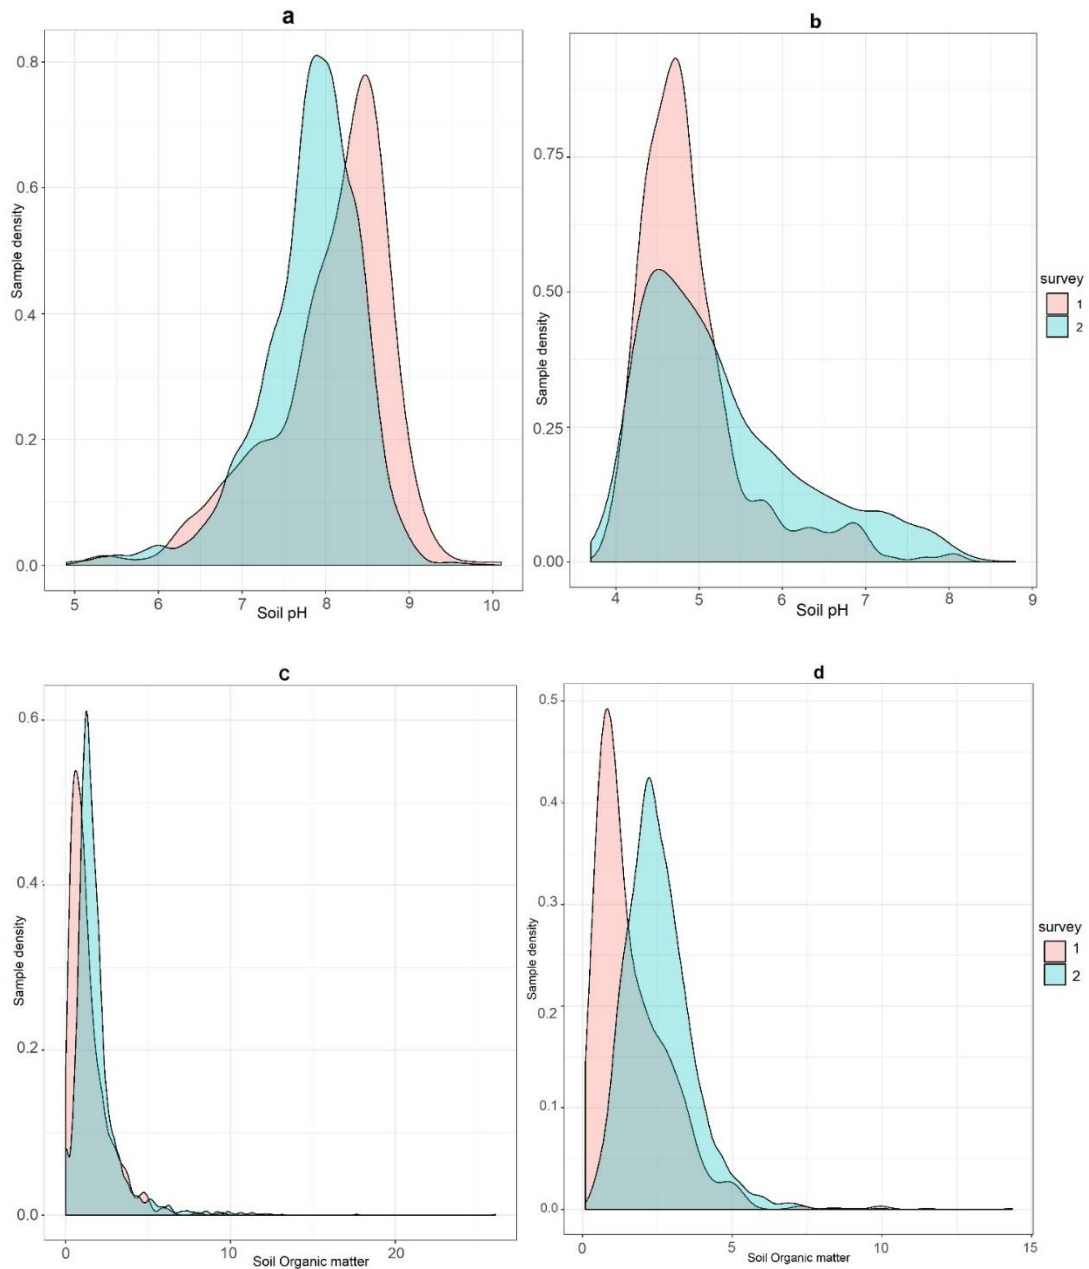 a
0.8
0.6
0.4
0.2
0.0
Sample density
5 6 7 8 9 10
Soil pH
b
0.75
0.50
0.25
0.00
Sample density
4 5 6 7 8 9
Soil pH
survey
1
2
c
0.6
0.4
0.2
0.0
Sample density
0 10 20
Soil Organic matter
d
0.5
0.4
0.3
0.2
0.1
0.0
Sample density
0 5 10 15
Soil Organic matter
survey
1
2